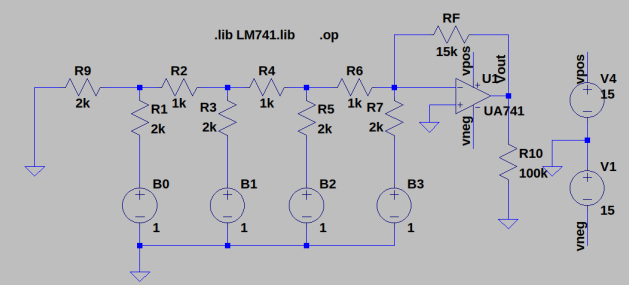 .lib LM741.lib .op
RF
15k
R9
2k
R2
1k
R4
1k
R6
1k
vpos
U1
Vout
UA741
vneg
R1
2k
R3
2k
R5
2k
R7
2k
B0
1
B1
1
B2
1
B3
1
R10
100k
vpos
V4
15
V1
15
vneg